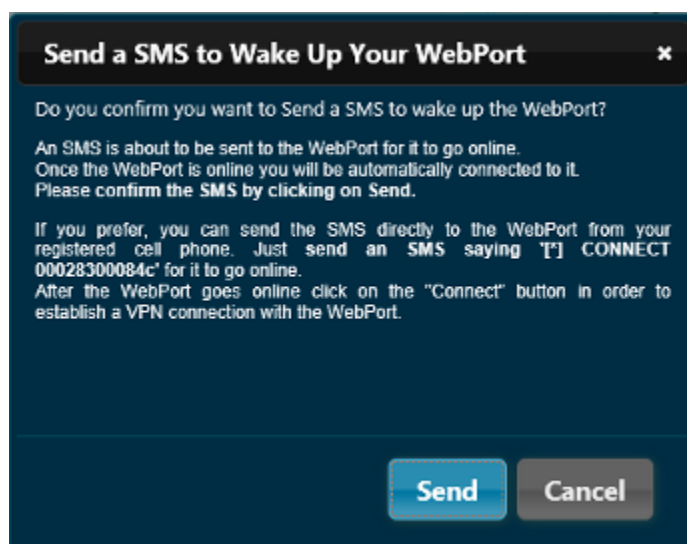 Send a SMS to Wake Up Your WebPort ×
Do you confirm you want to Send a SMS to wake up the WebPort?
An SMS is about to be sent to the WebPort for it to go online.
Once the WebPort is online you will be automatically connected to it.
Please confirm the SMS by clicking on Send.
If you prefer, you can send the SMS directly to the WebPort from your
registered cell phone. Just send an SMS saying '[*] CONNECT
00028300084c' for it to go online.
After the WebPort goes online click on the "Connect" button in order to
establish a VPN connection with the WebPort.
Send Cancel